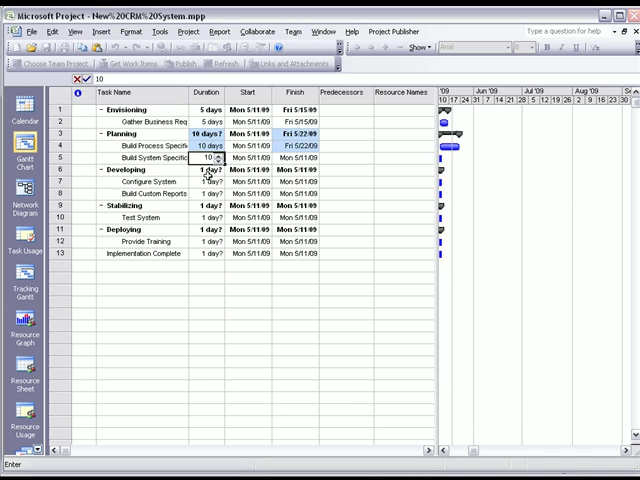 Microsoft Project - New%20CRM%20System.mpp
File Edit View Insert Format Tools Project Report Collaborate Team Window Help Project Publisher
Type a question for help
Show Arial 8
Choose Team Project Get Work Items Publish Refresh Links and Attachments
10
Task Name Duration Start Finish Predecessors Resource Names '09 Jun '09 Jul '09 Aug '09
10 17 24 31 7 14 21 28 5 12 19 26 2 9 16 23 30
1 Envisioning 5 days Mon 5/11/09 Fri 5/15/09
2 Gather Business Req 5 days Mon 5/11/09 Fri 5/15/09
3 Planning 10 days? Mon 5/11/09 Fri 5/22/09
4 Build Process Specifi 10 days Mon 5/11/09 Fri 5/22/09
5 Build System Specific 10 Mon 5/11/09 Mon 5/11/09
6 Developing 1 day? Mon 5/11/09 Mon 5/11/09
7 Configure System 1 day? Mon 5/11/09 Mon 5/11/09
8 Build Custom Reports 1 day? Mon 5/11/09 Mon 5/11/09
9 Stabilizing 1 day? Mon 5/11/09 Mon 5/11/09
10 Test System 1 day? Mon 5/11/09 Mon 5/11/09
11 Deploying 1 day? Mon 5/11/09 Mon 5/11/09
12 Provide Training 1 day? Mon 5/11/09 Mon 5/11/09
13 Implementation Complete 1 day? Mon 5/11/09 Mon 5/11/09
Calendar
Gantt
Chart
Network
Diagram
Task Usage
Tracking
Gantt
Resource
Graph
Resource
Sheet
Resource
Usage
Enter